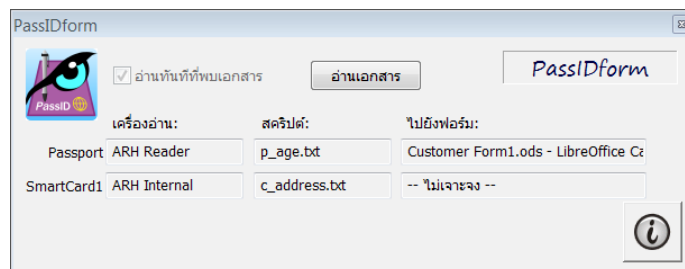 PassIDform
PassID
อ่านทันทีที่พบเอกสาร
อ่านเอกสาร
PassIDform
เครื่องอ่าน: สคริปต์: ไปยังฟอร์ม:
Passport ARH Reader p_age.txt Customer Form1.ods - LibreOffice Ca
SmartCard1 ARH Internal c_address.txt -- ไม่เจาะจง --